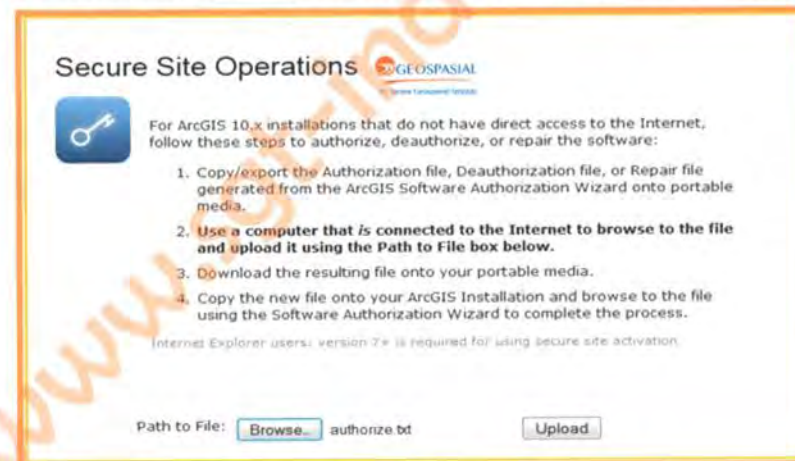 Secure Site Operations GEOSPASIAL
For ArcGIS 10.x installations that do not have direct access to the Internet,
follow these steps to authorize, deauthorize, or repair the software:
1. Copy/export the Authorization file, Deauthorization file, or Repair file
generated from the ArcGIS Software Authorization Wizard onto portable
media.
2. Use a computer that is connected to the Internet to browse to the file
and upload it using the Path to File box below.
3. Download the resulting file onto your portable media.
4. Copy the new file onto your ArcGIS Installation and browse to the file
using the Software Authorization Wizard to complete the process.
Internet Explorer users: version 7+ is required for using secure site activation.
Path to File: Browse... authorize.txt Upload